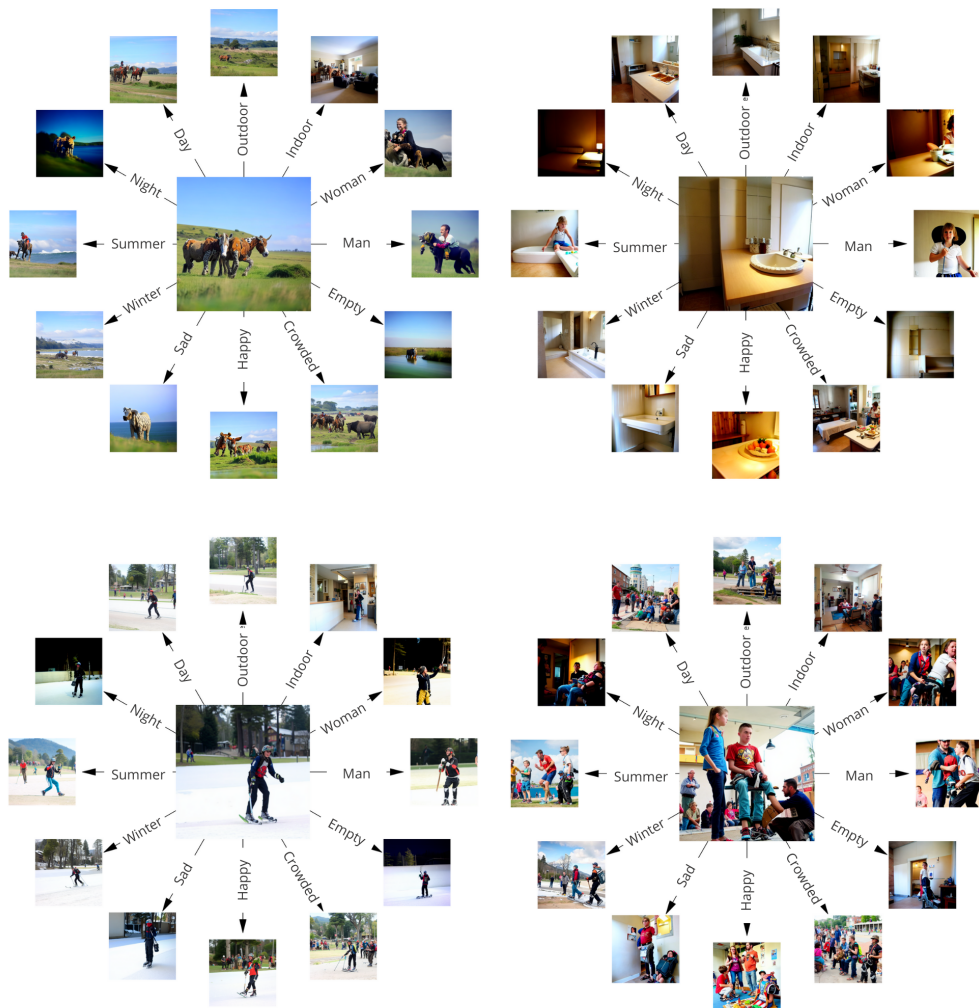 Outdoor
Day
Indoor
Night
Woman
Summer
Man
Winter
Empty
Sad
Happy
Crowded
Outdoor e
Day
Indoor
Night
Woman
Summer
Man
Winter
Empty
Sad
Happy
Crowded
Outdoor e
Day
Indoor
Night
Woman
Summer
Man
Winter
Empty
Sad
Happy
Crowded
Outdoor e
Day
Indoor
Night
Woman
Summer
Man
Winter
Empty
Sad
Happy
Crowded